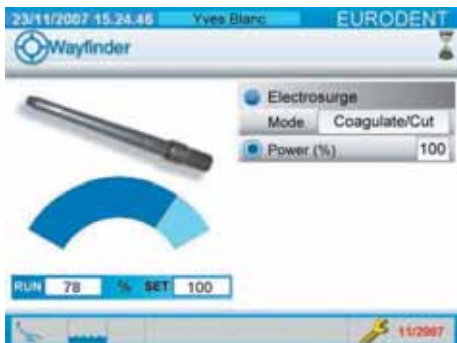 23/11/2007 15.24.46 Yves Blanc EURODENT
Wayfinder
Electrosurge
Mode Coagulate/Cut
Power (%) 100
RUN 78 % SET 100
11/2007